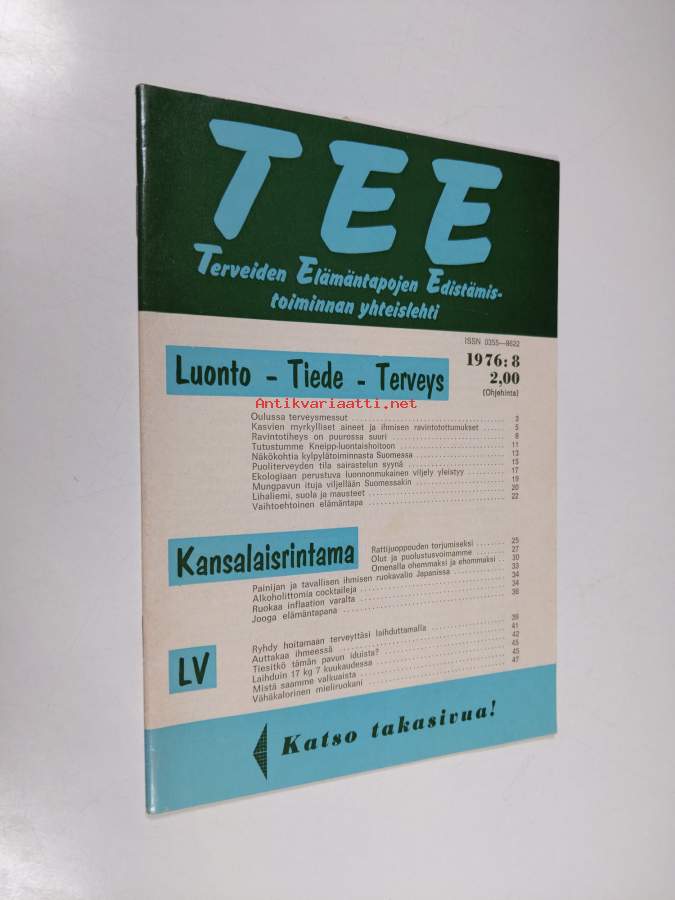 TEE
Terveiden Elämäntapojen Edistämis-
toiminnan yhteislehti
ISSN 0355—8622
1976: 8
2,00
(Ohjehinta)
Luonto - Tiede - Terveys
Antikvariaatti.net
Oulussa terveysmessut 3
Kasvien myrkylliset aineet ja ihmisen ravintotottumukset 5
Ravintotiheys on puurossa suuri 8
Tutustumme Kneipp-luontaishoitoon 11
Näkökohtia kylpylätoiminnasta Suomessa 13
Puoliterveyden tila sairastelun syynä 15
Ekologiaan perustuva luonnonmukainen viljely yleistyy 17
Mungpavun ituja viljellään Suomessakin 19
Lihaliemi, suola ja mausteet 20
Vaihtoehtoinen elämäntapa 22
Kansalaisrintama
Rattijuoppouden torjumiseksi 25
Olut ja puolustusvoimamme 27
Omenalla ohemmaksi ja ehommaksi 30
Painijan ja tavallisen ihmisen ruokavalio Japanissa 33
Alkoholittomia cocktaileja 34
Ruokaa inflaation varalta 34
Jooga elämäntapana 36
LV
Ryhdy hoitamaan terveyttäsi laihduttamalla 39
Auttakaa ihmeessä 41
Tiesitkö tämän pavun iduista? 42
Laihduin 17 kg 7 kuukaudessa 45
Mistä saamme valkuaista 45
Vähäkalorinen mieliruokani 47
Katso takasivua!